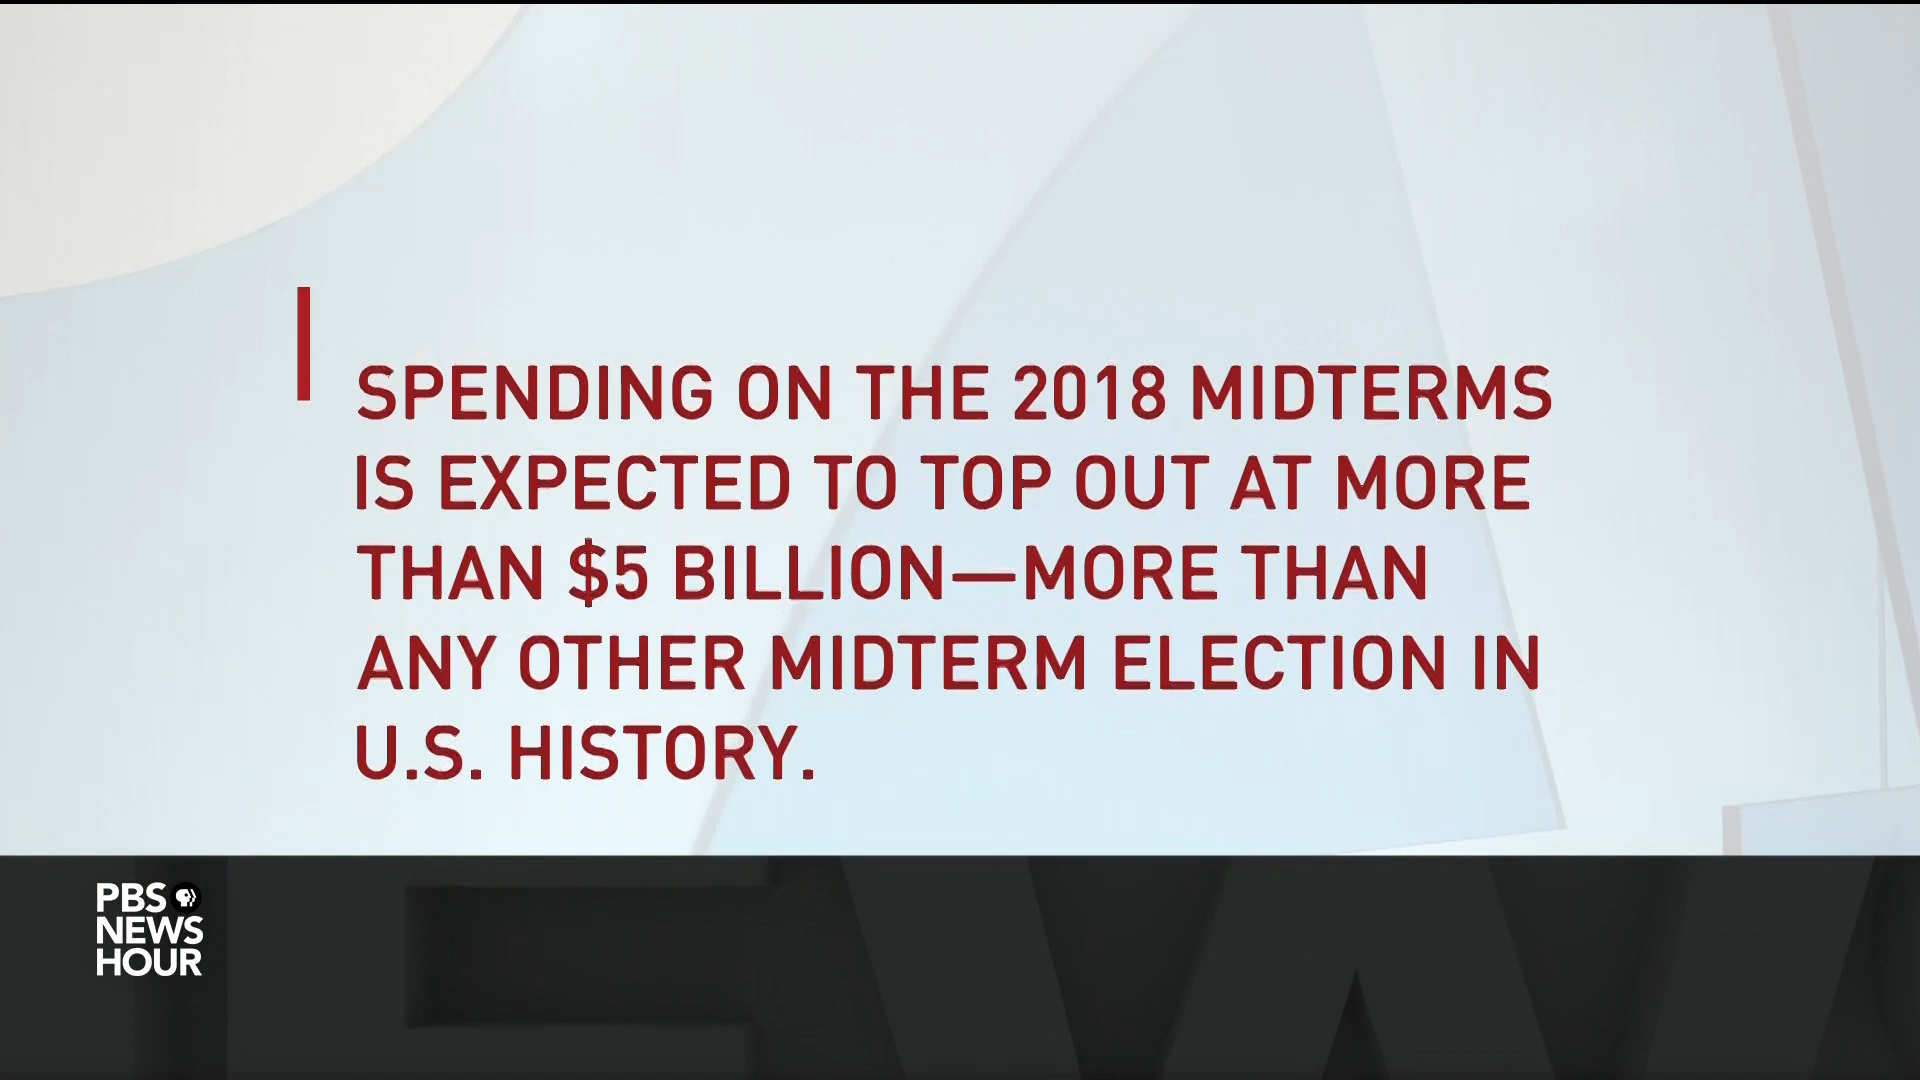 SPENDING ON THE 2018 MIDTERMS
IS EXPECTED TO TOP OUT AT MORE
THAN $5 BILLION—MORE THAN
ANY OTHER MIDTERM ELECTION IN
U.S. HISTORY.
PBS
NEWS
HOUR